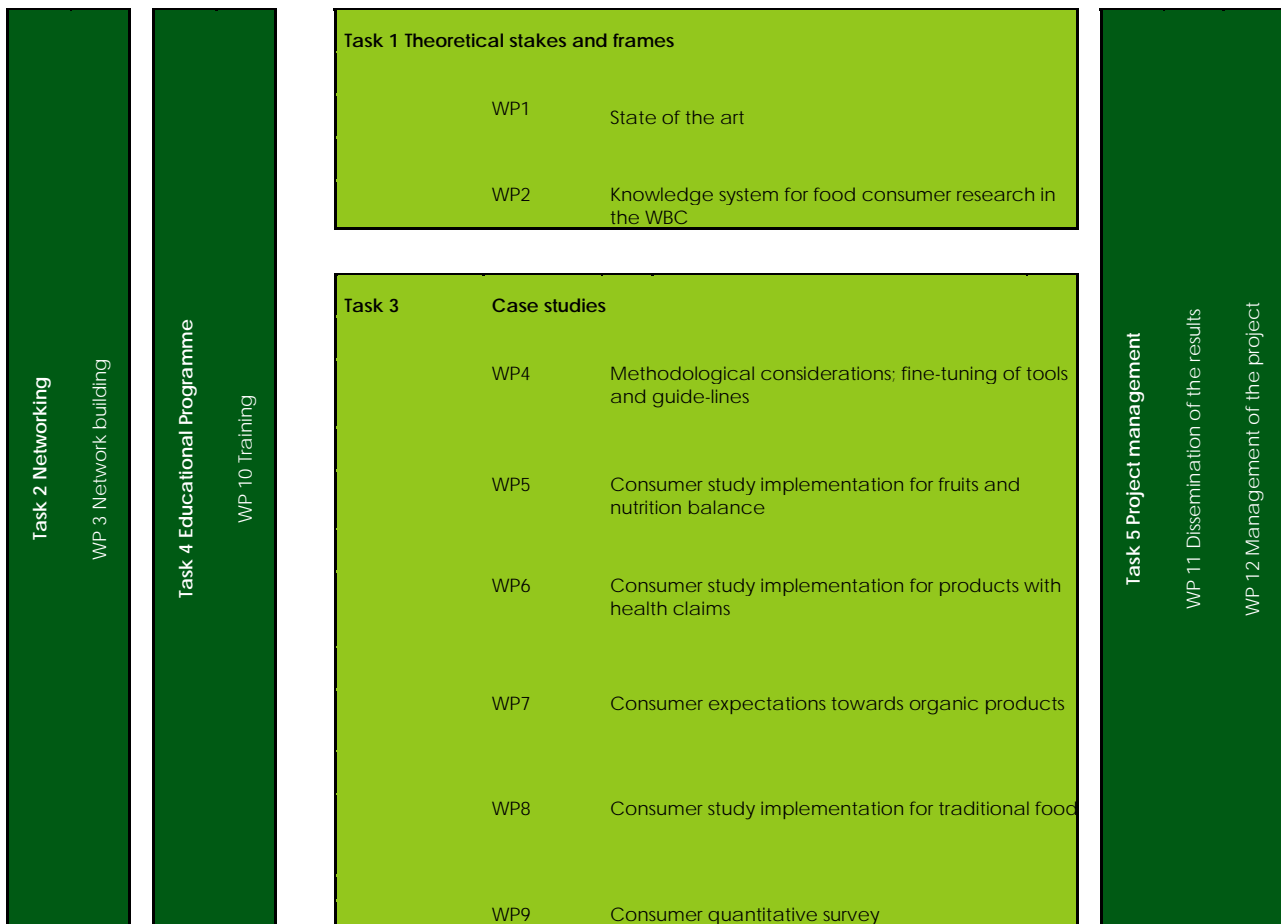 Task 2 Networking
WP 3 Network building
Task 4 Educational Programme
WP 10 Training
Task 1 Theoretical stakes and frames
WP1 State of the art
WP2 Knowledge system for food consumer research in
the WBC
Task 3 Case studies
WP4 Methodological considerations; fine-tuning of tools
and guide-lines
WP5 Consumer study implementation for fruits and
nutrition balance
WP6 Consumer study implementation for products with
health claims
WP7 Consumer expectations towards organic products
WP8 Consumer study implementation for traditional food
WP9 Consumer quantitative survey
Task 5 Project management
WP 11 Dissemination of the results
WP 12 Management of the project